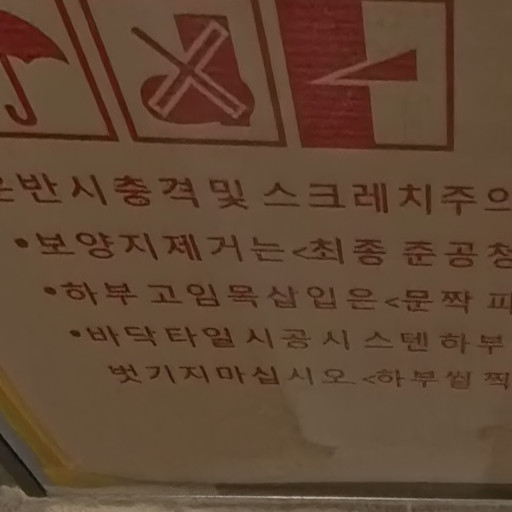 운반시충격및 스크레치주의
•보양지제거는<최종 준공청
•하부고임목삽입은<문짝
•바닥타일시공시 스텐하부
벗기지마십시오.<하부씰